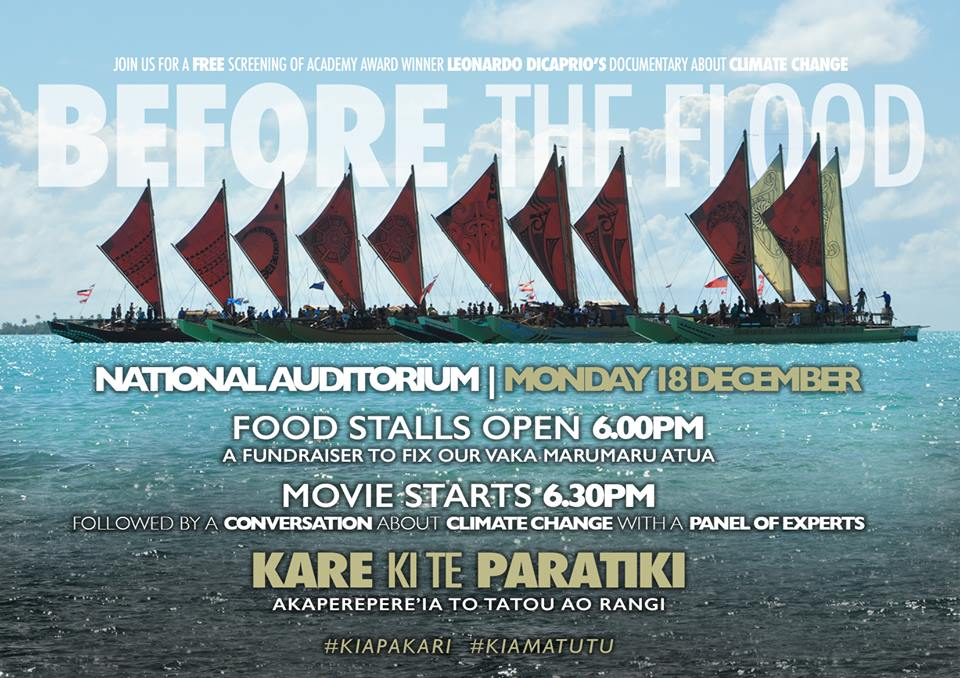 JOIN US FOR A FREE SCREENING OF ACADEMY AWARD WINNER LEONARDO DICAPRIO'S DOCUMENTARY ABOUT CLIMATE CHANGE
BEFORE THE FLOOD
NATIONAL AUDITORIUM | MONDAY 18 DECEMBER
FOOD STALLS OPEN 6.00PM
A FUNDRAISER TO FIX OUR VAKA MARUMARU ATUA
MOVIE STARTS 6.30PM
FOLLOWED BY A CONVERSATION ABOUT CLIMATE CHANGE WITH A PANEL OF EXPERTS
KARE KI TE PARATIKI
AKAPEREPERE'IA TO TATOU AO RANGI
#KIAPAKARI #KIAMATUTU